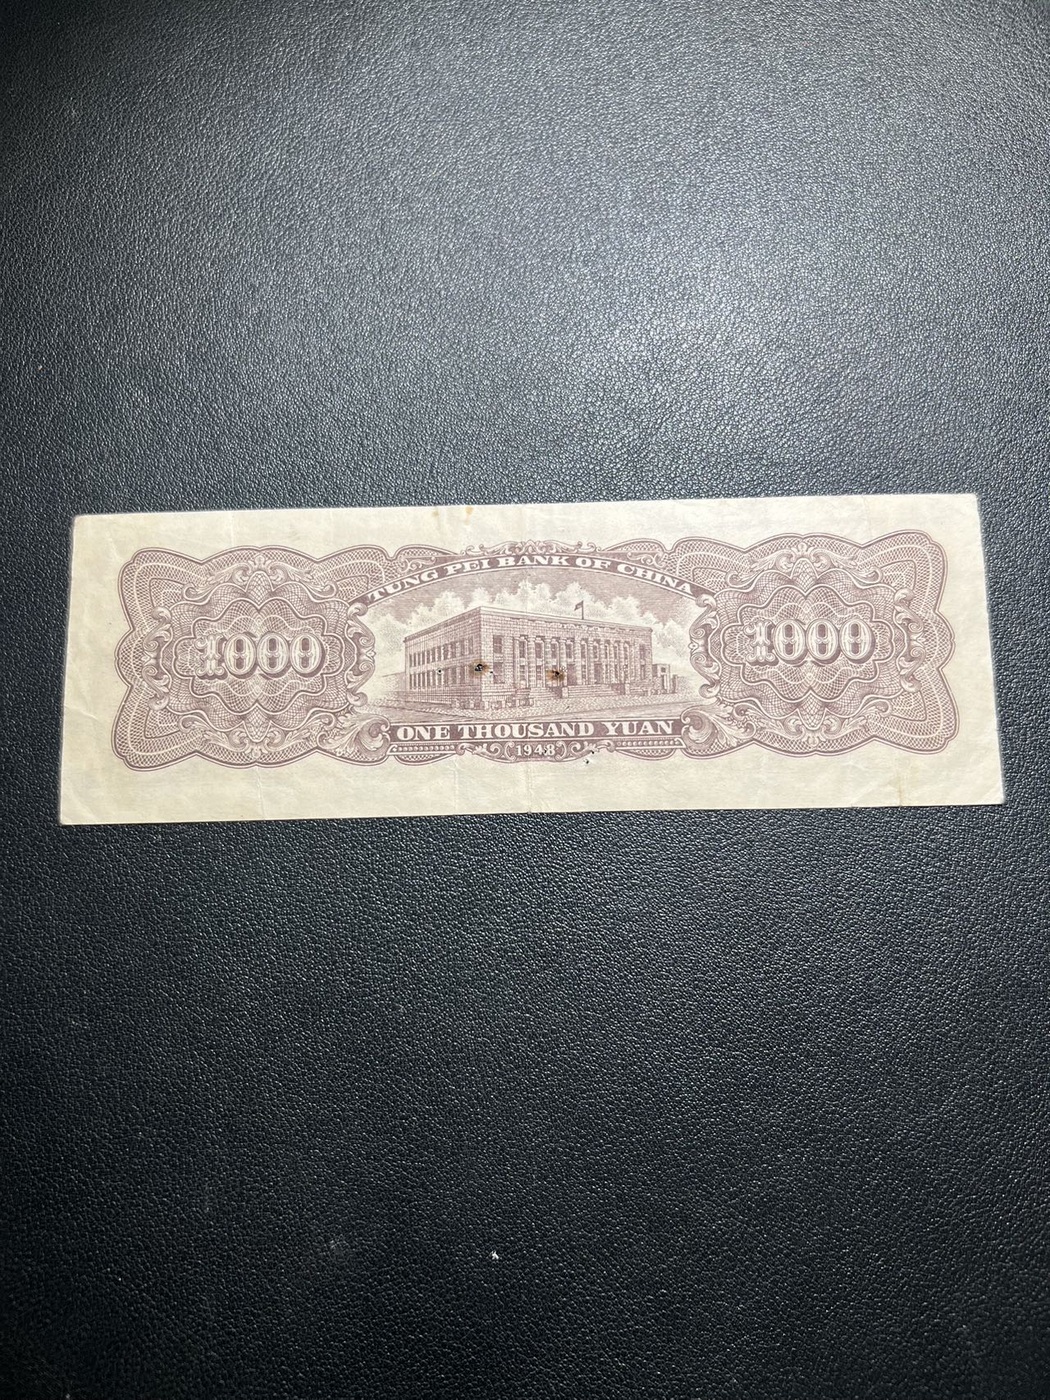 TUNG PEI BANK OF CHINA
1000 1000
ONE THOUSAND YUAN
1948